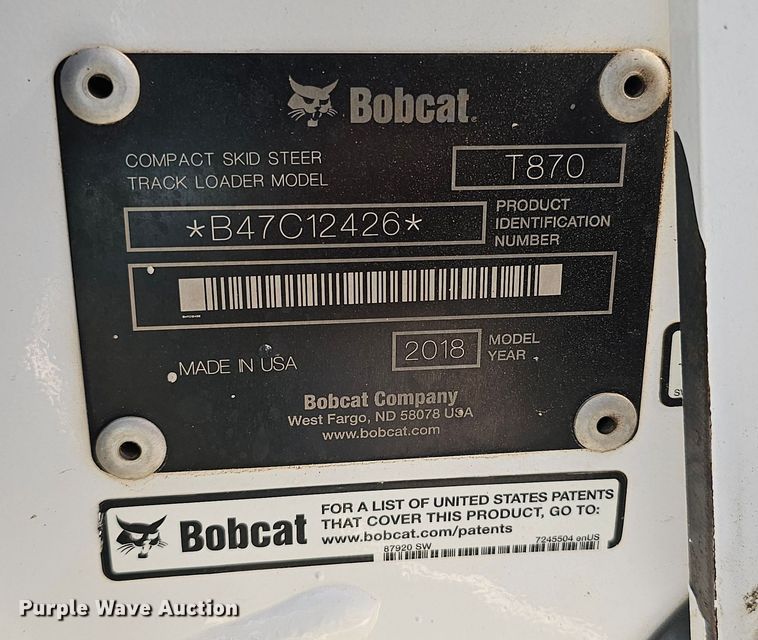 Bobcat
COMPACT SKID STEER
TRACK LOADER MODEL
T870
*B47C12426*
PRODUCT
IDENTIFICATION
NUMBER
MADE IN USA
2018
MODEL
YEAR
Bobcat Company
West Fargo, ND 58078 USA
www.bobcat.com
Bobcat
FOR A LIST OF UNITED STATES PATENTS
THAT COVER THIS PRODUCT, GO TO:
www.bobcat.com/patents
87920 SW
7245504 enUS
Purple Wave Auction